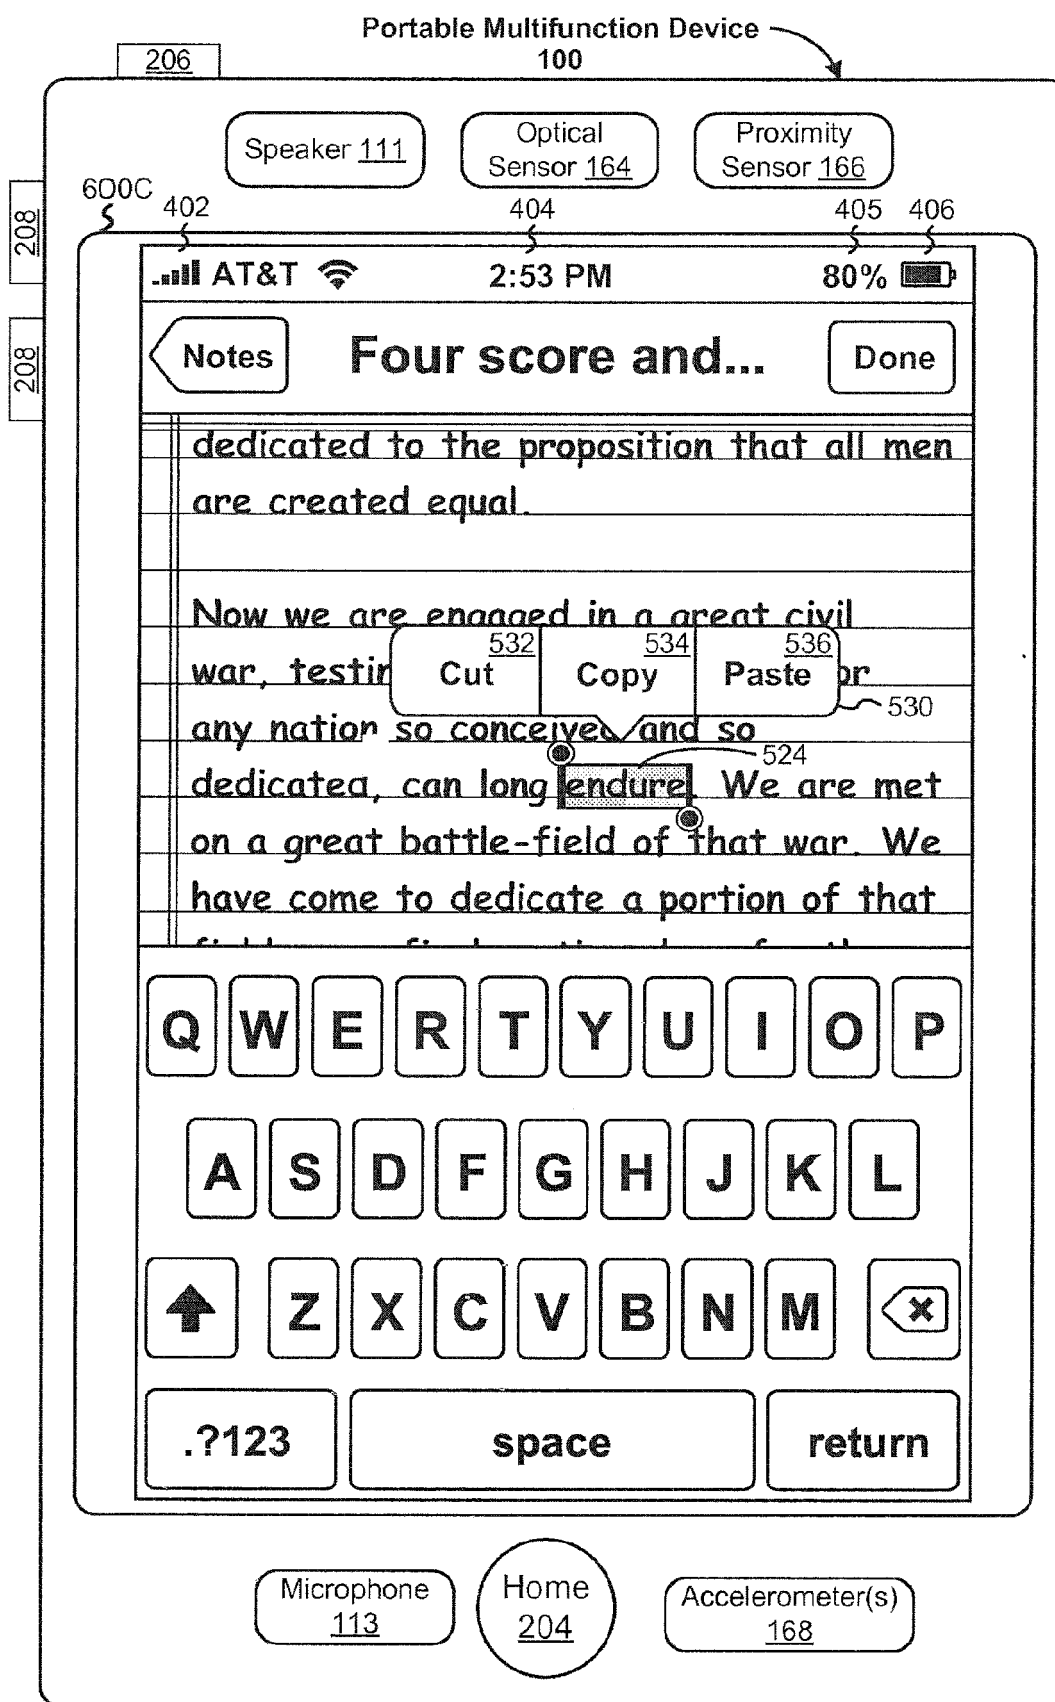 Portable Multifunction Device
100
206
Speaker 111
Optical
Sensor 164
Proximity
Sensor 166
208
208
600C
402
404
405
406
AT&T
2:53 PM
80%
Notes
Four score and...
Done
dedicated to the proposition that all men
are created equal.
Now we are engaged in a great civil
532
534
536
Cut
Copy
Paste
530
war,
any nation so conceived and so
524
dedicated, can long endure. We are met
on a great battle-field of that war. We
have come to dedicate a portion of that
Q W E R T Y U I O P
A S D F G H J K L
Z X C V B N M
.?123
space
return
Microphone
113
Home
204
Accelerometer(s)
168